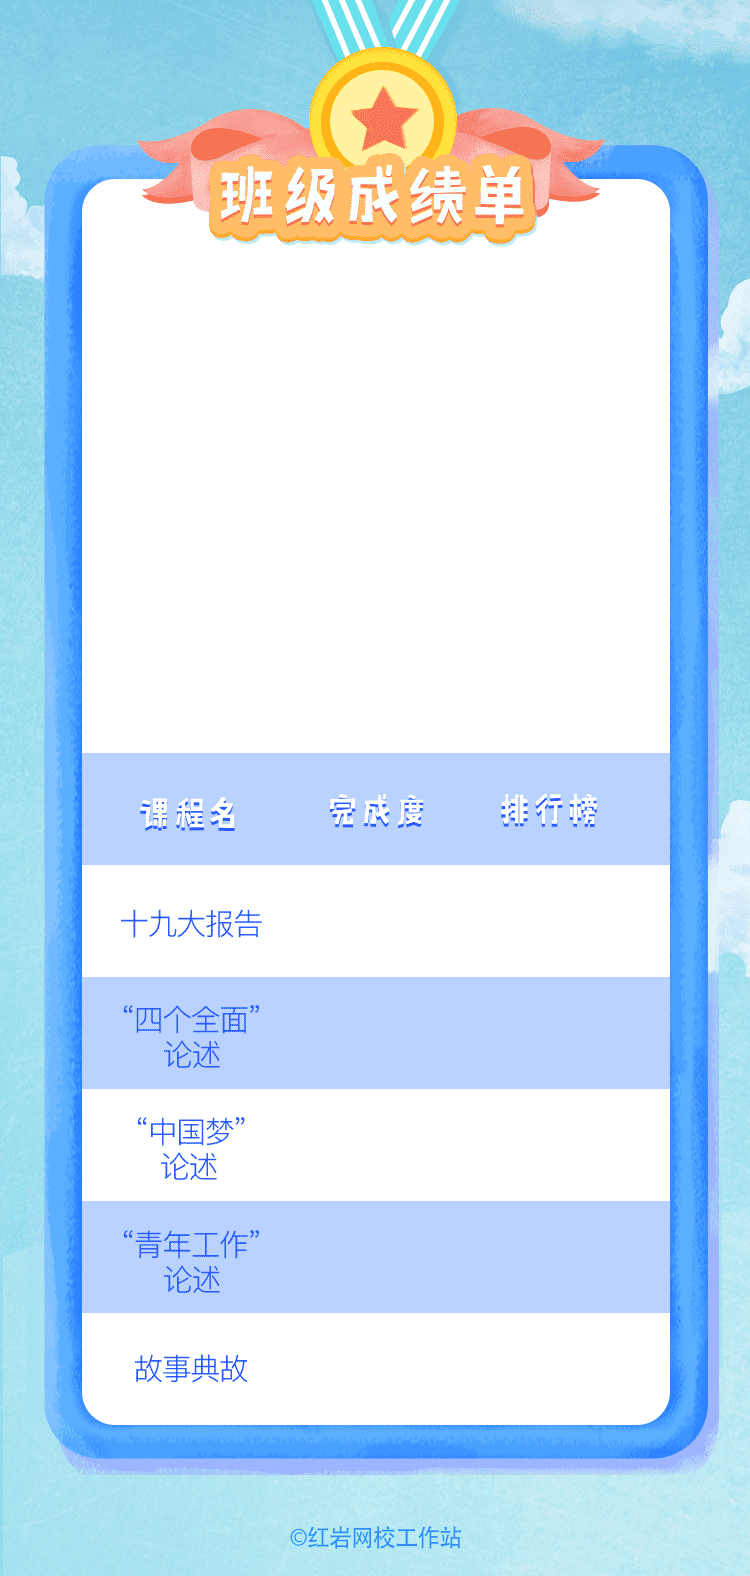 班级成绩单
课程名 完成度 排行榜
十九大报告
“四个全面”
论述
“中国梦”
论述
“青年工作”
论述
故事典故
©红岩网校工作站